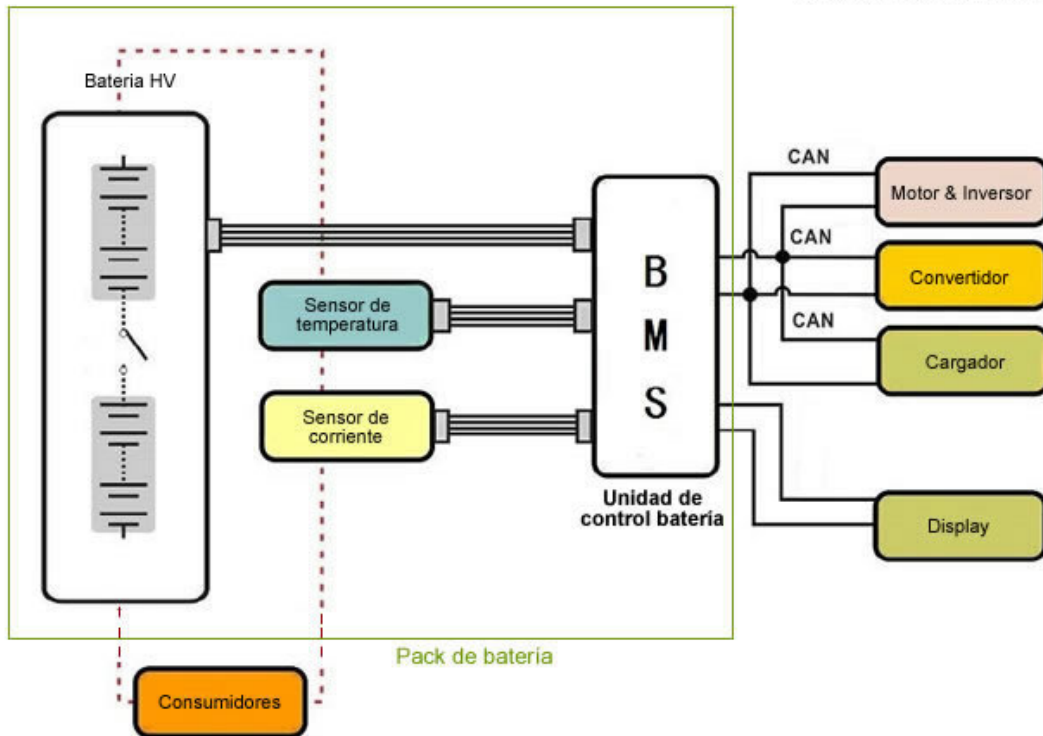 Bateria HV
CAN
Motor & Inversor
CAN
Convertidor
CAN
Cargador
Sensor de
temperatura
Sensor de
corriente
B
M
S
Unidad de
control batería
Display
Pack de batería
Consumidores